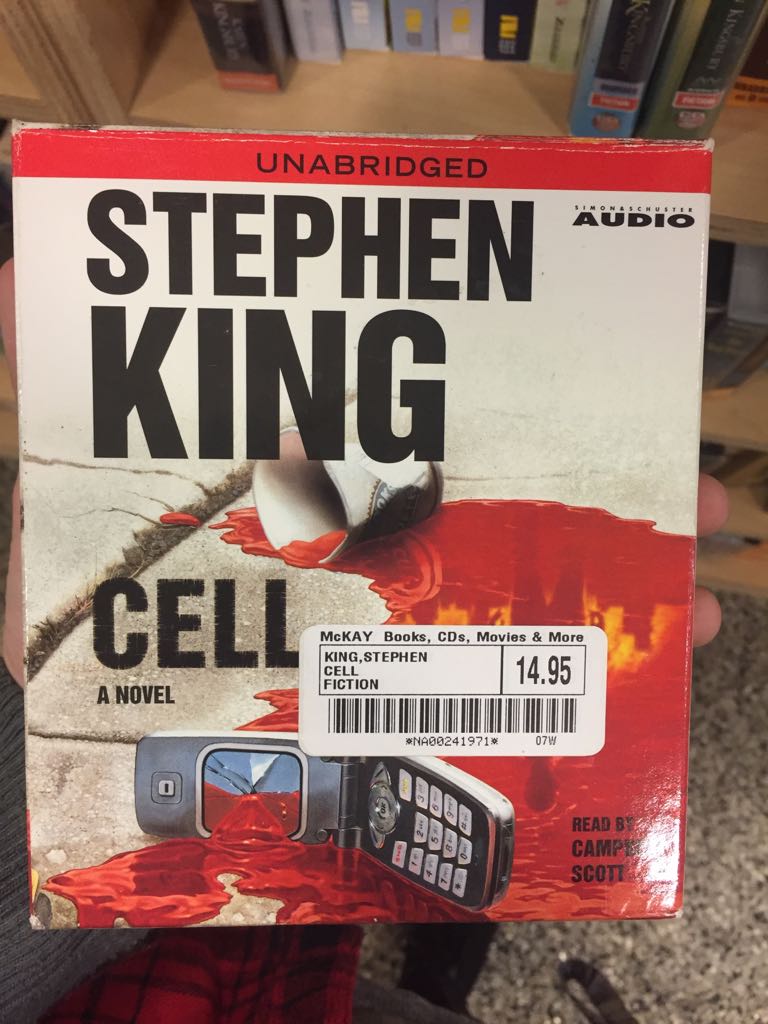 UNABRIDGED
STEPHEN
KING
SIMON & SCHUSTER
AUDIO
CELL
A NOVEL
McKAY Books, CDs, Movies & More
KING,STEPHEN
CELL
FICTION
14.95
*NA00241971*
07W
READ BY
SCOTT